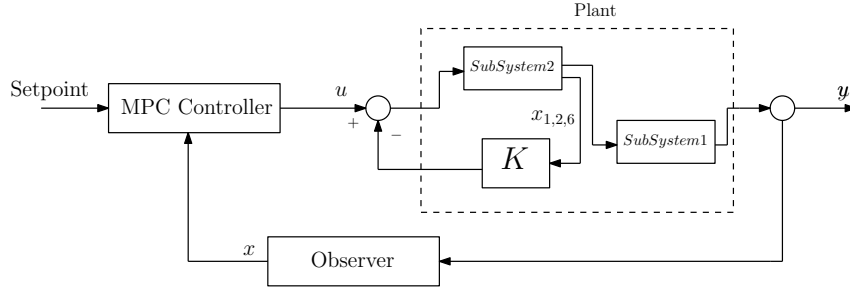 Plant
SubSystem2
Setpoint
MPC Controller
u
+
−
x1,2,6
K
SubSystem1
y
x
Observer